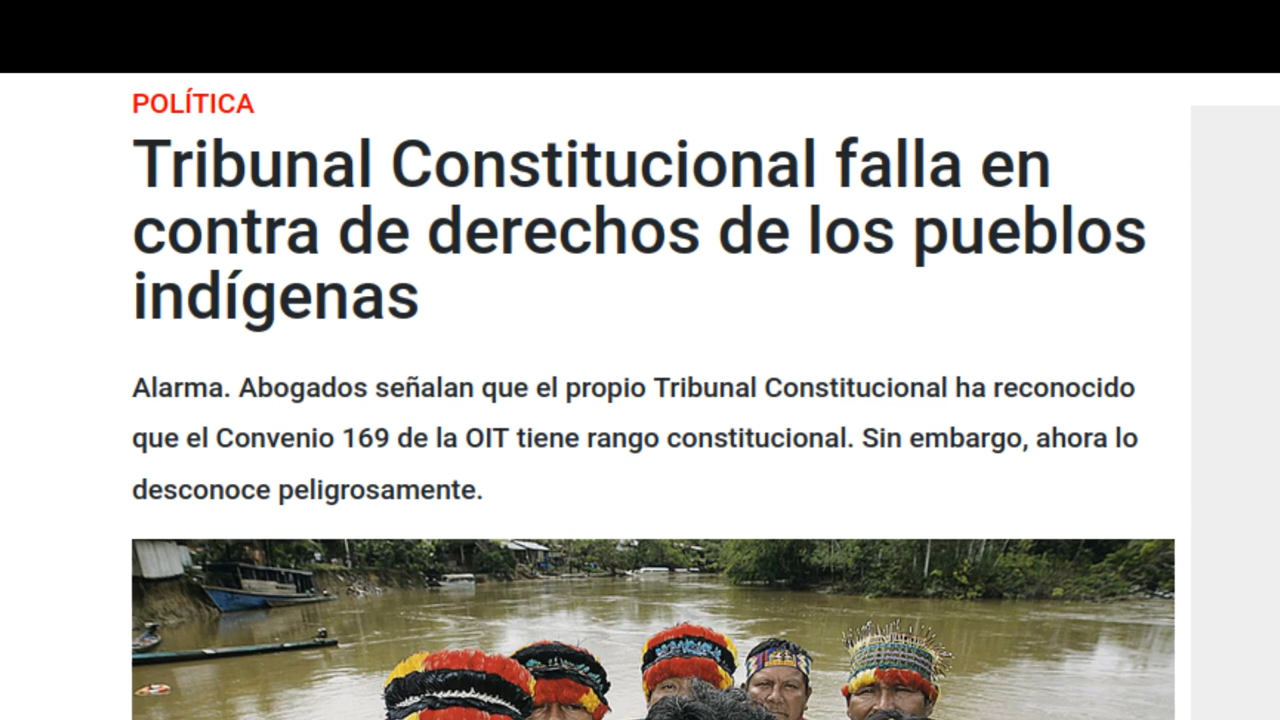 POLÍTICA
Tribunal Constitucional falla en
contra de derechos de los pueblos
indígenas
Alarma. Abogados señalan que el propio Tribunal Constitucional ha reconocido
que el Convenio 169 de la OIT tiene rango constitucional. Sin embargo, ahora lo
desconoce peligrosamente.